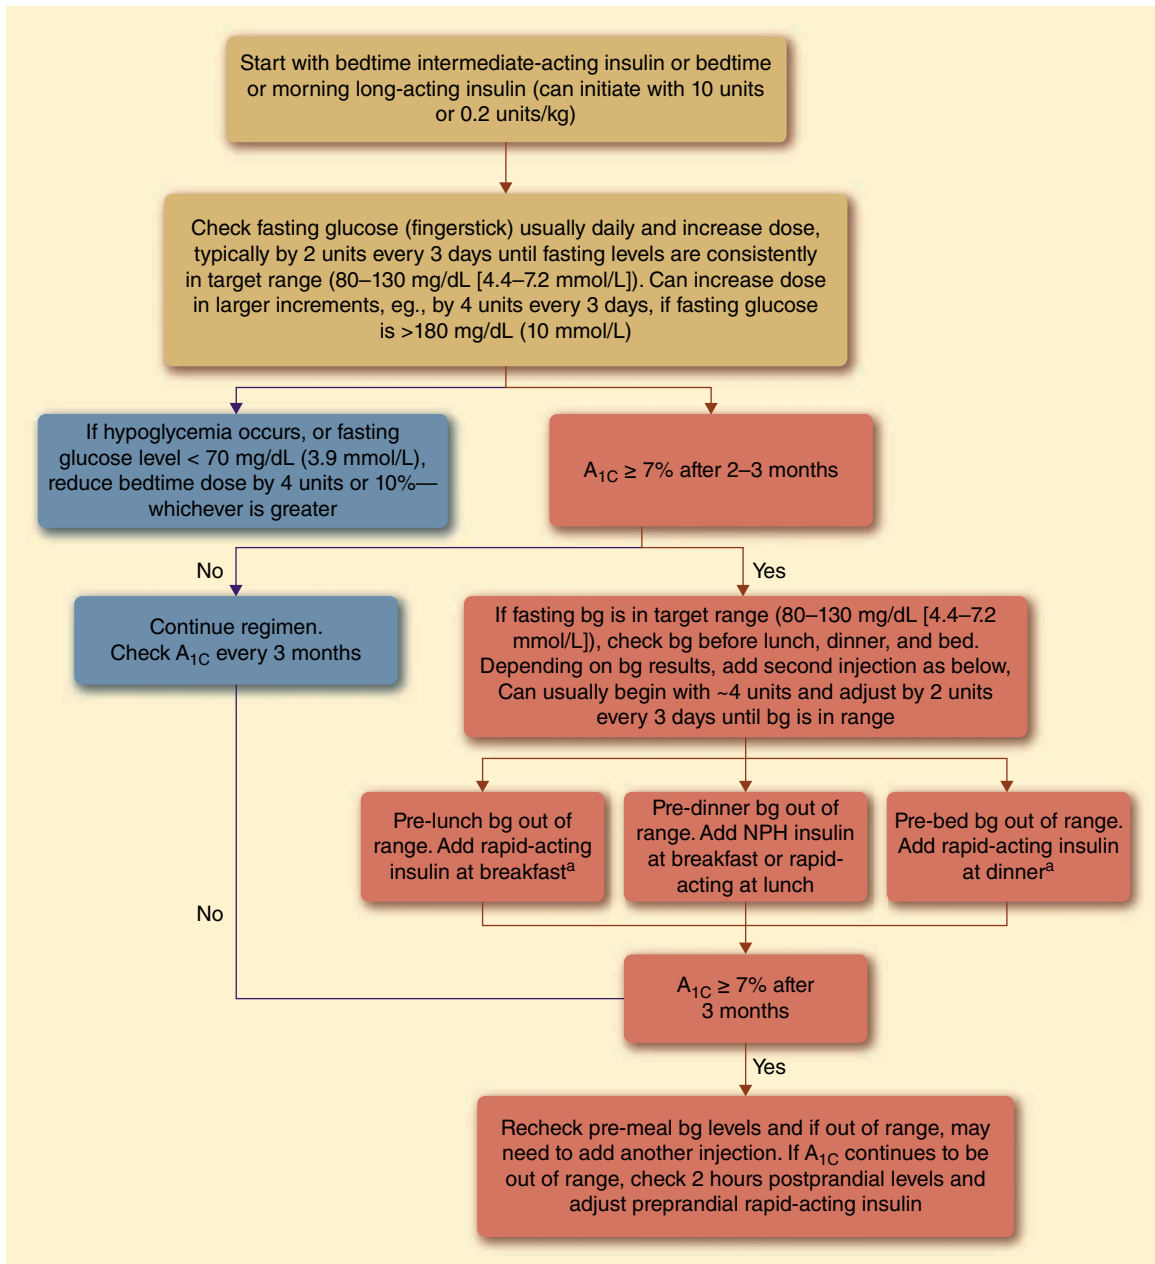 Start with bedtime intermediate-acting insulin or bedtime
or morning long-acting insulin (can initiate with 10 units
or 0.2 units/kg)
Check fasting glucose (fingerstick) usually daily and increase dose,
typically by 2 units every 3 days until fasting levels are consistently
in target range (80–130 mg/dL [4.4–7.2 mmol/L]). Can increase dose
in larger increments, eg., by 4 units every 3 days, if fasting glucose
is >180 mg/dL (10 mmol/L)
If hypoglycemia occurs, or fasting
glucose level < 70 mg/dL (3.9 mmol/L),
reduce bedtime dose by 4 units or 10%—
whichever is greater
A1C ≥ 7% after 2–3 months
No
Yes
Continue regimen.
Check A1C every 3 months
If fasting bg is in target range (80–130 mg/dL [4.4–7.2
mmol/L]), check bg before lunch, dinner, and bed.
Depending on bg results, add second injection as below,
Can usually begin with ~4 units and adjust by 2 units
every 3 days until bg is in range
Pre-lunch bg out of
range. Add rapid-acting
insulin at breakfasta
Pre-dinner bg out of
range. Add NPH insulin
at breakfast or rapid-
acting at lunch
Pre-bed bg out of range.
Add rapid-acting insulin
at dinnera
No
A1C ≥ 7% after
3 months
Yes
Recheck pre-meal bg levels and if out of range, may
need to add another injection. If A1C continues to be
out of range, check 2 hours postprandial levels and
adjust preprandial rapid-acting insulin